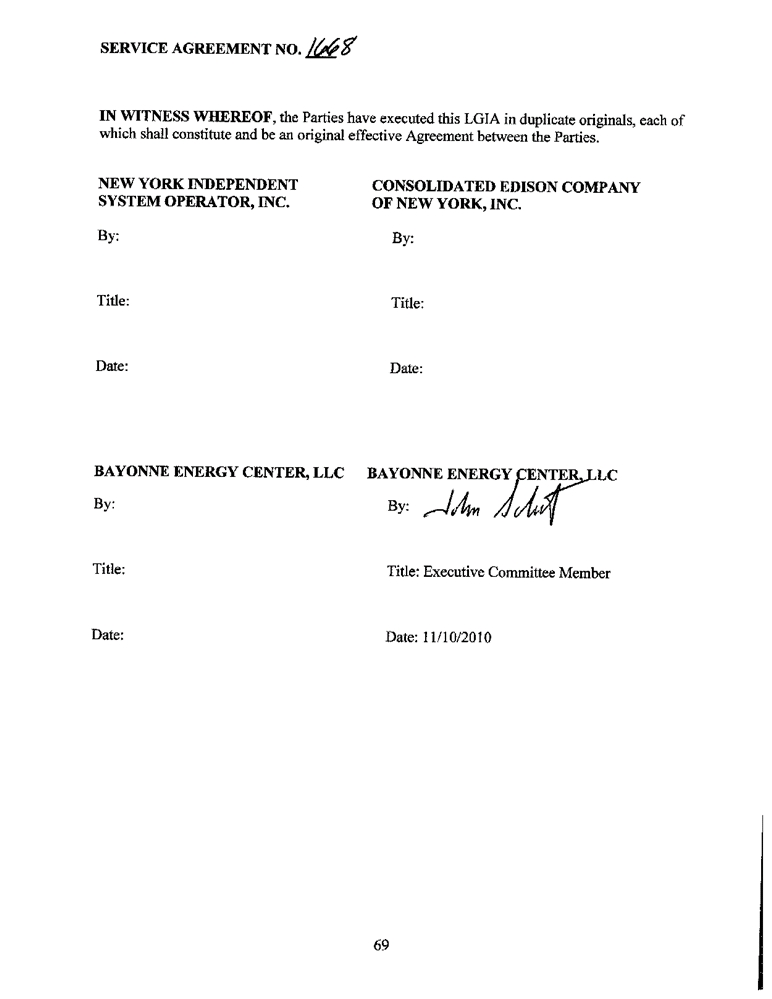 SERVICE AGREEMENT NO. 1668
IN WITNESS WHEREOF, the Parties have executed this LGIA in duplicate originals, each of
which shall constitute and be an original effective Agreement between the Parties.
NEW YORK INDEPENDENT
SYSTEM OPERATOR, INC.
CONSOLIDATED EDISON COMPANY
OF NEW YORK, INC.
By:
By:
Title:
Title:
Date:
Date:
BAYONNE ENERGY CENTER, LLC
BAYONNE ENERGY CENTER, LLC
By:
By: John
Title:
Title: Executive Committee Member
Date:
Date: 11/10/2010
69